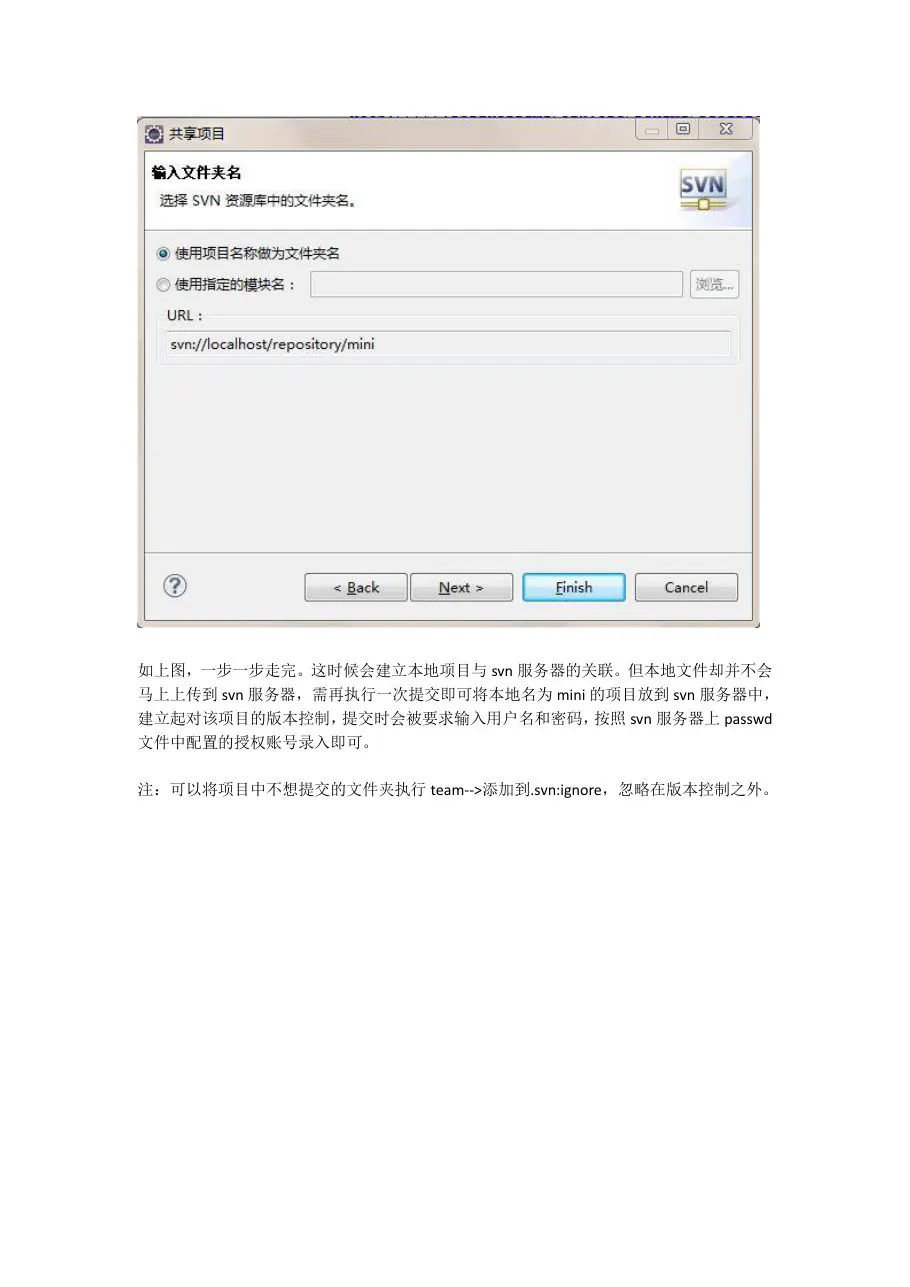 共享项目
输入文件夹名
选择 SVN 资源库中的文件夹名。
SVN
使用项目名称做为文件夹名
使用指定的模块名：
浏览...
URL：
svn://localhost/repository/mini
< Back
Next >
Finish
Cancel
如上图，一步一步走完。这时候会建立本地项目与 svn 服务器的关联。但本地文件却并不会
马上上传到 svn 服务器，需再执行一次提交即可将本地名为 mini 的项目放到 svn 服务器中，
建立起对该项目的版本控制，提交时会被要求输入用户名和密码，按照 svn 服务器上 passwd
文件中配置的授权账号录入即可。
注：可以将项目中不想提交的文件夹执行 team-->添加到.svn:ignore，忽略在版本控制之外。